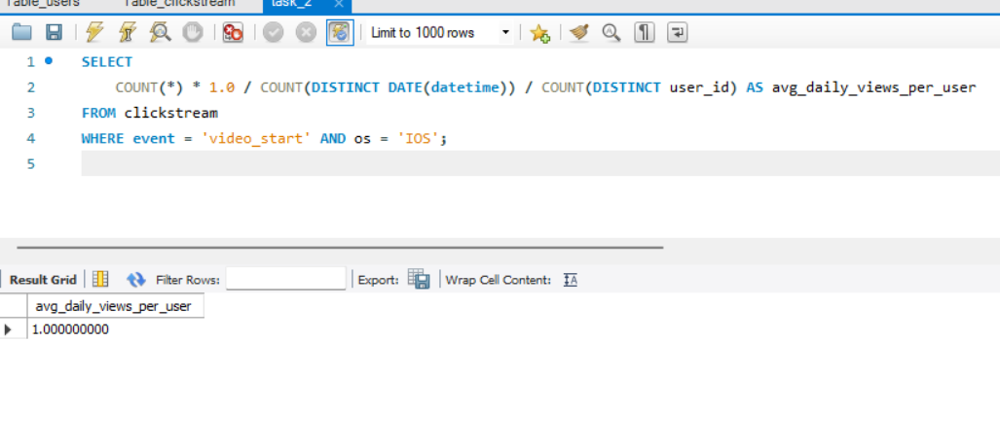 Table_users Table_clickstream task_2
Limit to 1000 rows
1 SELECT
2 COUNT(*) * 1.0 / COUNT(DISTINCT DATE(datetime)) / COUNT(DISTINCT user_id) AS avg_daily_views_per_user
3 FROM clickstream
4 WHERE event = 'video_start' AND os = 'IOS';
5
Result Grid Filter Rows: Export: Wrap Cell Content: IA
avg_daily_views_per_user
1.000000000